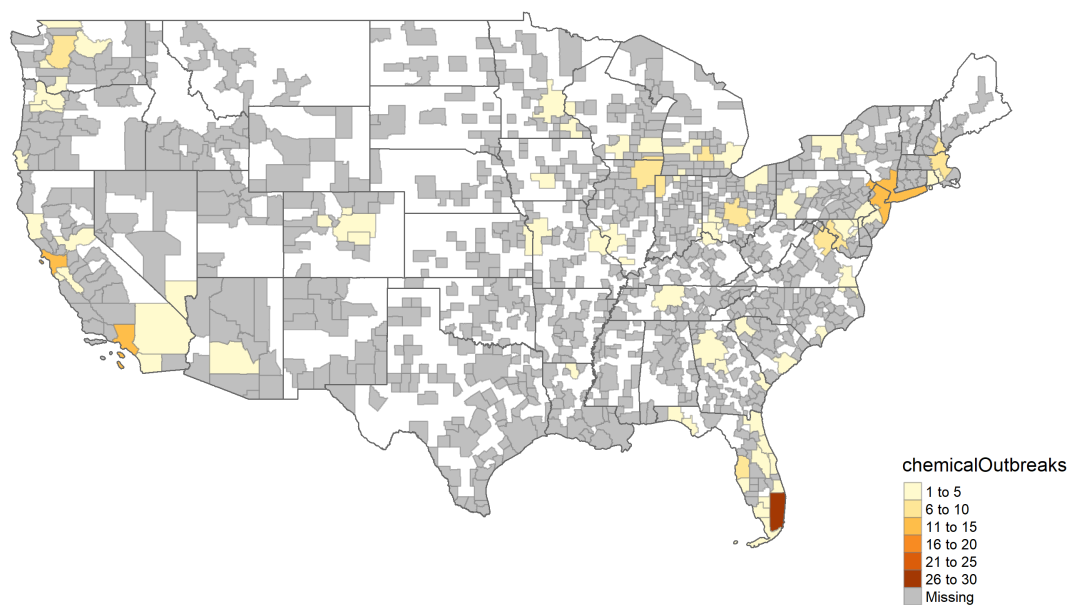 chemicalOutbreaks
1 to 5
6 to 10
11 to 15
16 to 20
21 to 25
26 to 30
Missing